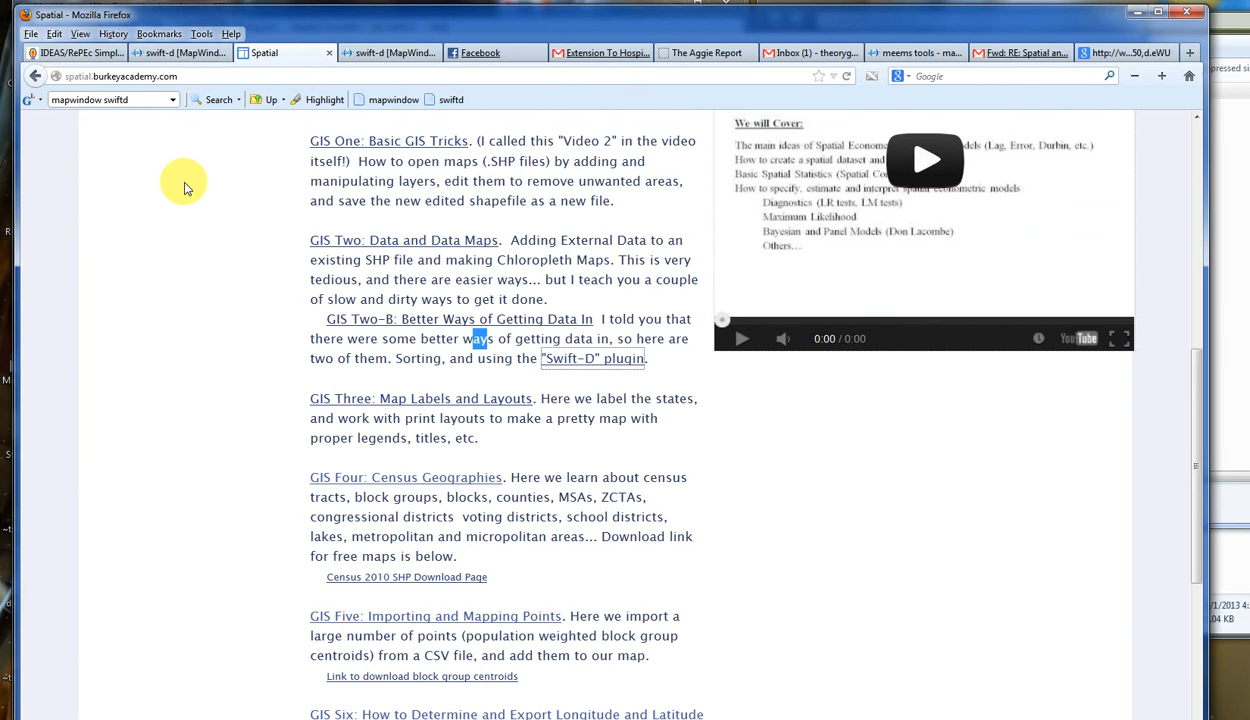 Spatial - Mozilla Firefox
File Edit View History Bookmarks Tools Help
IDEAS/RePEc Simpl... swift-d [MapWind... Spatial × swift-d [MapWind... Facebook Extension To Hospi... The Aggie Report Inbox (1) - theoryg... meems tools - ma... Fwd: RE: Spatial an... http://w...50,d.eWU +
spatial.burkeyacademy.com Google
mapwindow swiftd Search Up Highlight mapwindow swiftd
GIS One: Basic GIS Tricks. (I called this "Video 2" in the video
itself!) How to open maps (.SHP files) by adding and
manipulating layers, edit them to remove unwanted areas,
and save the new edited shapefile as a new file.
GIS Two: Data and Data Maps. Adding External Data to an
existing SHP file and making Chloropleth Maps. This is very
tedious, and there are easier ways... but I teach you a couple
of slow and dirty ways to get it done.
GIS Two-B: Better Ways of Getting Data In I told you that
there were some better ways of getting data in, so here are
two of them. Sorting, and using the "Swift-D" plugin.
GIS Three: Map Labels and Layouts. Here we label the states,
and work with print layouts to make a pretty map with
proper legends, titles, etc.
GIS Four: Census Geographies. Here we learn about census
tracts, block groups, blocks, counties, MSAs, ZCTAs,
congressional districts voting districts, school districts,
lakes, metropolitan and micropolitan areas... Download link
for free maps is below.
Census 2010 SHP Download Page
GIS Five: Importing and Mapping Points. Here we import a
large number of points (population weighted block group
centroids) from a CSV file, and add them to our map.
Link to download block group centroids
GIS Six: How to Determine and Export Longitude and Latitude
We will Cover:
The main ideas of Spatial Econome dels (Lag, Error, Durbin, etc.)
How to create a spatial dataset and
Basic Spatial Statistics (Spatial Co
How to specify, estimate and interpret spatial econometric models
Diagnostics (LR tests, LM tests)
Maximum Likelihood
Bayesian and Panel Models (Don Lacombe)
Others...
0:00 / 0:00 YouTube
pressed si
/1/2013 4:
.04 KB